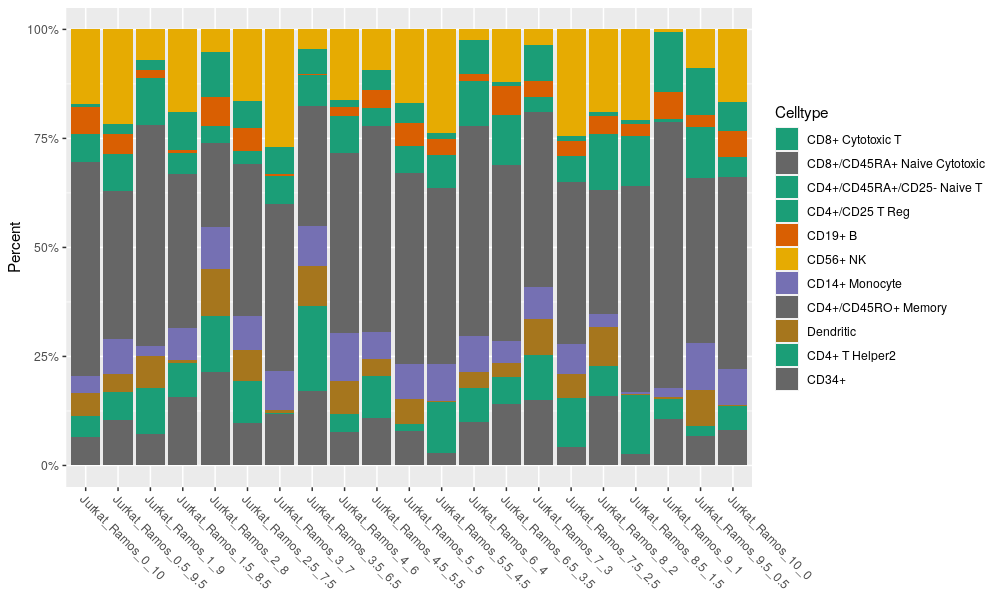 100%
75%
50%
25%
0%
Percent
Jurkat_Ramos_0_10
Jurkat_Ramos_0.5_9.5
Jurkat_Ramos_1_9
Jurkat_Ramos_1.5_8.5
Jurkat_Ramos_2_8
Jurkat_Ramos_2.5_7.5
Jurkat_Ramos_3_7
Jurkat_Ramos_3.5_6.5
Jurkat_Ramos_4_6
Jurkat_Ramos_4.5_5.5
Jurkat_Ramos_5_5
Jurkat_Ramos_5.5_4.5
Jurkat_Ramos_6_4
Jurkat_Ramos_6.5_3.5
Jurkat_Ramos_7_3
Jurkat_Ramos_7.5_2.5
Jurkat_Ramos_8_2
Jurkat_Ramos_8.5_1.5
Jurkat_Ramos_9_1
Jurkat_Ramos_9.5_0.5
Jurkat_Ramos_10_0
Celltype
CD8+ Cytotoxic T
CD8+/CD45RA+ Naive Cytotoxic
CD4+/CD45RA+/CD25- Naive T
CD4+/CD25 T Reg
CD19+ B
CD56+ NK
CD14+ Monocyte
CD4+/CD45RO+ Memory
Dendritic
CD4+ T Helper2
CD34+